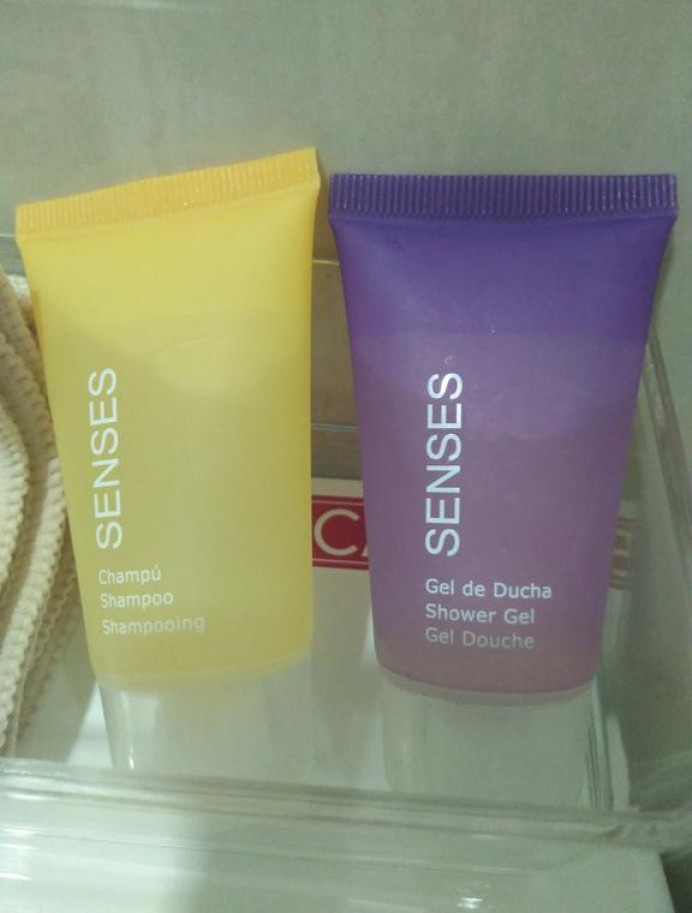 SENSES
Champú
Shampoo
Shampooing
SENSES
Gel de Ducha
Shower Gel
Gel Douche